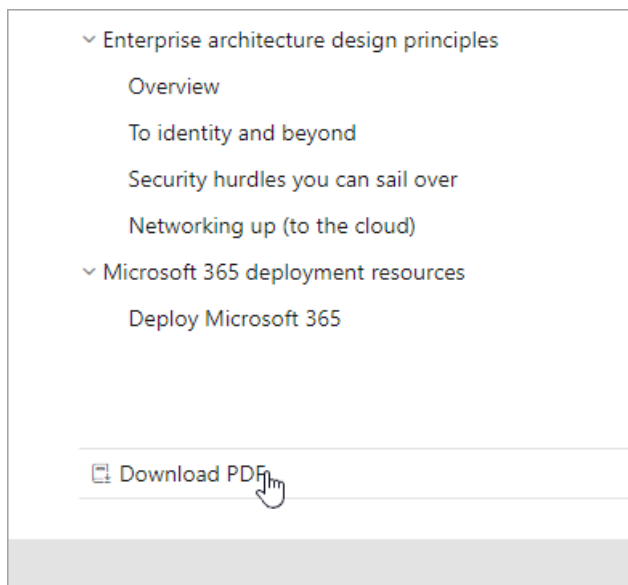 Enterprise architecture design principles
Overview
To identity and beyond
Security hurdles you can sail over
Networking up (to the cloud)
Microsoft 365 deployment resources
Deploy Microsoft 365
Download PDF